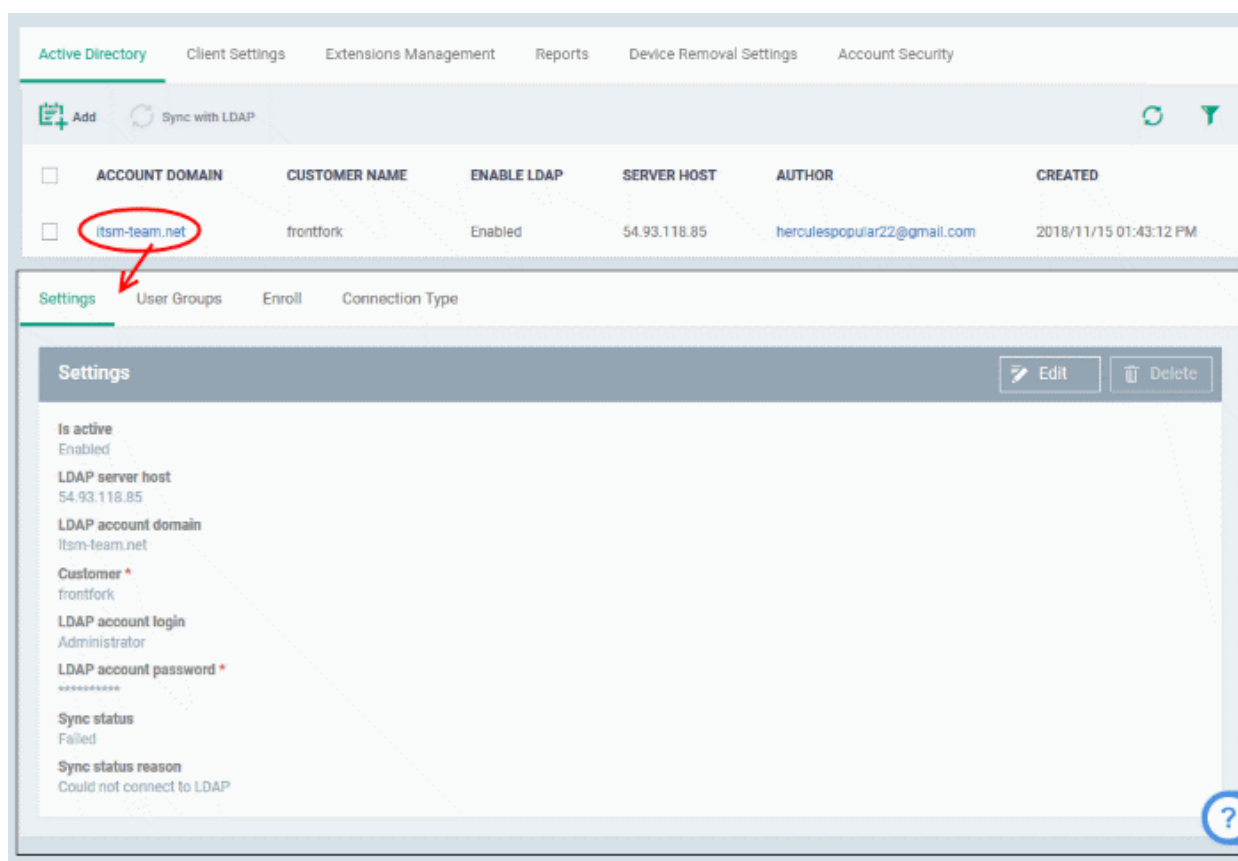 Active Directory Client Settings Extensions Management Reports Device Removal Settings Account Security
Add Sync with LDAP
ACCOUNT DOMAIN CUSTOMER NAME ENABLE LDAP SERVER HOST AUTHOR CREATED
itsm-team.net frontfork Enabled 54.93.118.85 herculespopular22@gmail.com 2018/11/15 01:43:12 PM
Settings User Groups Enroll Connection Type
Settings Edit Delete
Is active
Enabled
LDAP server host
54.93.118.85
LDAP account domain
itsm-team.net
Customer *
frontfork
LDAP account login
Administrator
LDAP account password *
**********
Sync status
Failed
Sync status reason
Could not connect to LDAP
?